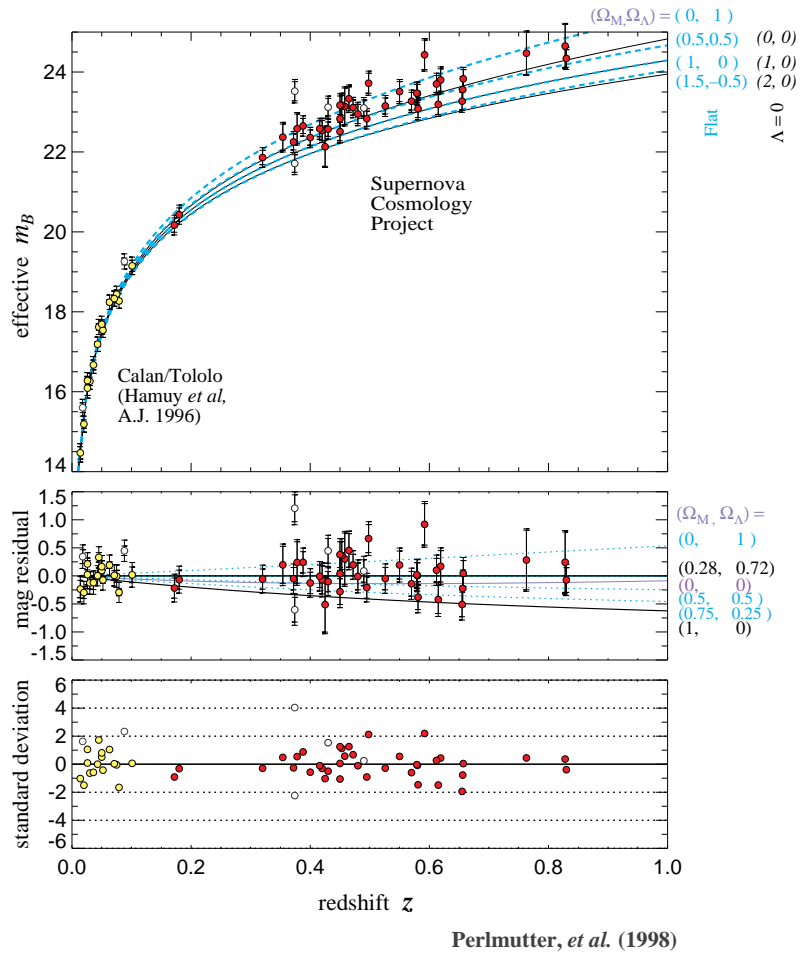 (Ω_M,Ω_Λ) = ( 0, 1 )
(0.5,0.5) (0, 0)
( 1, 0 ) (1, 0)
(1.5,–0.5) (2, 0)
Flat
Λ = 0
24
22
20
18
16
14
effective m_B
Supernova
Cosmology
Project
Calan/Tololo
(Hamuy et al,
A.J. 1996)
1.5
1.0
0.5
0.0
-0.5
-1.0
-1.5
mag residual
(Ω_M , Ω_Λ) =
(0, 1)
(0.28, 0.72)
(0, 0)
(0.5, 0.5 )
(0.75, 0.25 )
(1, 0)
6
4
2
0
-2
-4
-6
standard deviation
0.0 0.2 0.4 0.6 0.8 1.0
redshift z
Perlmutter, et al. (1998)